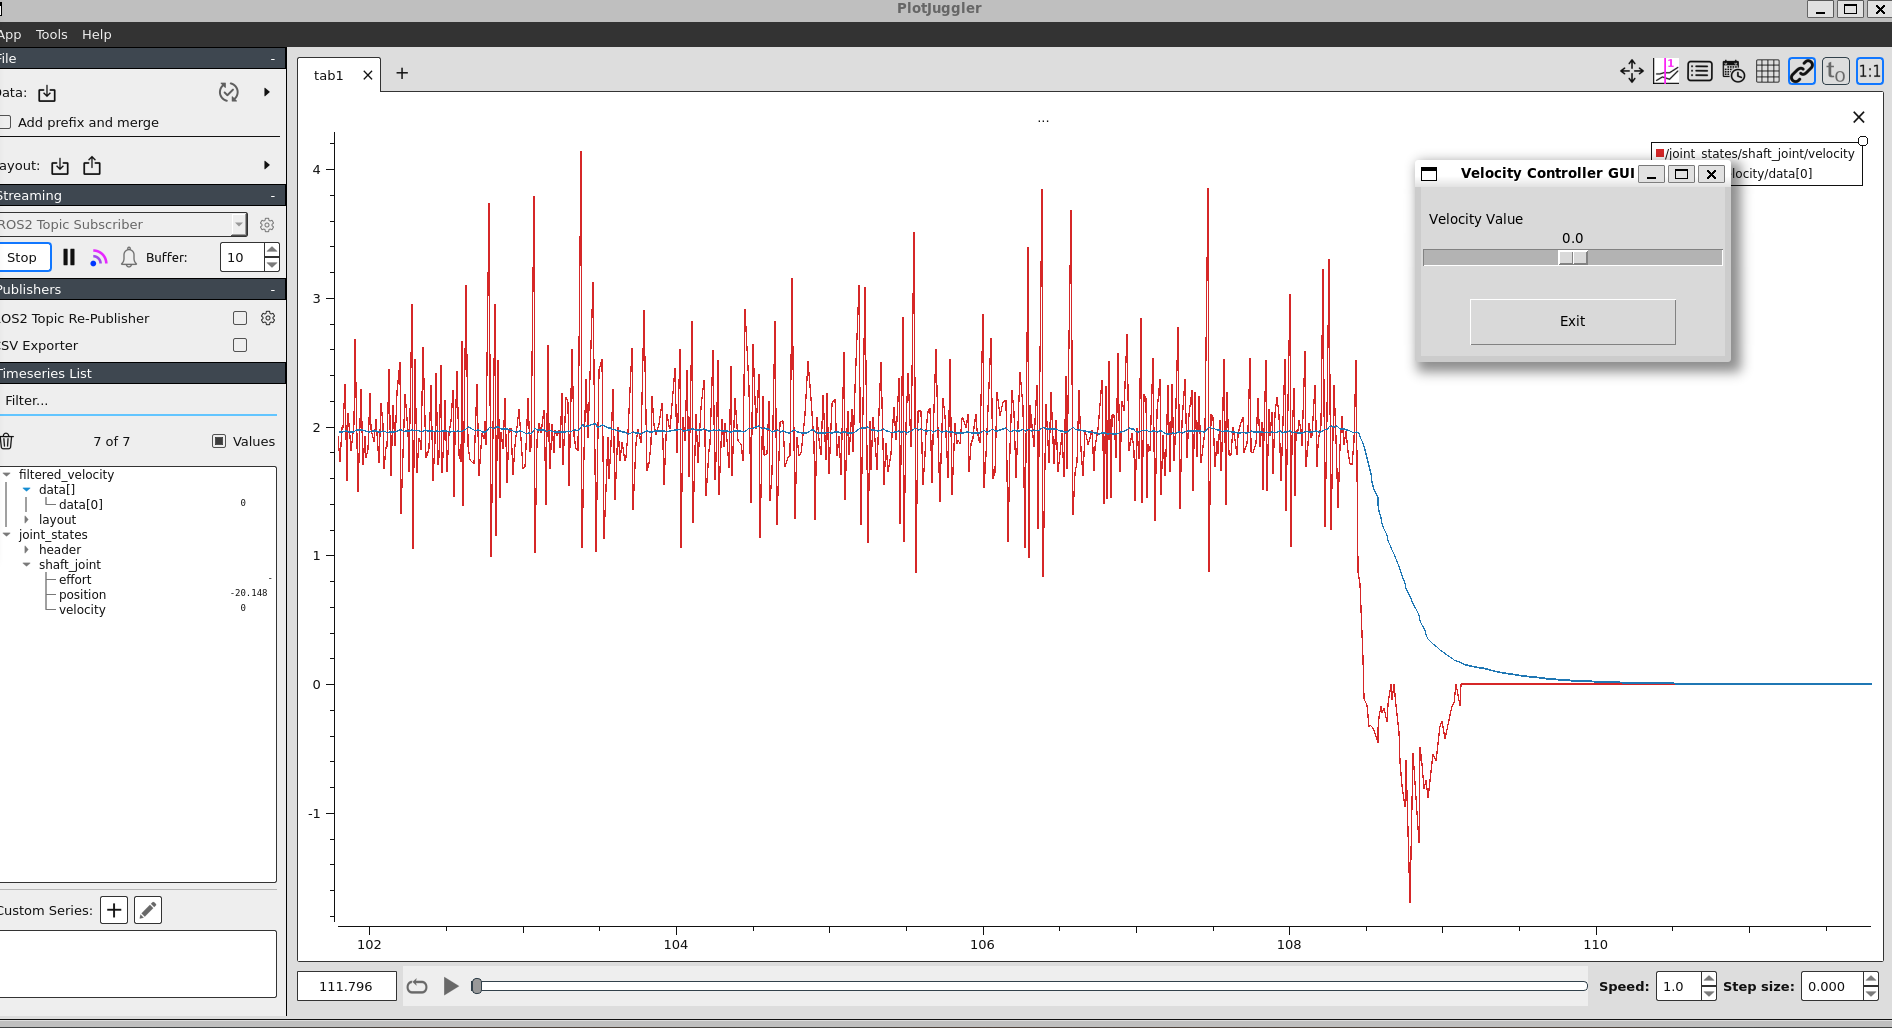 PlotJuggler
App Tools Help
File -
ata:
Add prefix and merge
ayout:
Streaming -
ROS2 Topic Subscriber
Stop Buffer: 10
Publishers -
OS2 Topic Re-Publisher
SV Exporter
Timeseries List
Filter...
7 of 7 Values
filtered_velocity
data[]
data[0] 0
layout
joint_states
header
shaft_joint
effort -
position -20.148
velocity 0
Custom Series:
tab1
t0 1:1
...
/joint_states/shaft_joint/velocity
locity/data[0]
Velocity Controller GUI
Velocity Value
0.0
Exit
4
3
2
1
0
-1
102 104 106 108 110
111.796 Speed: 1.0 Step size: 0.000